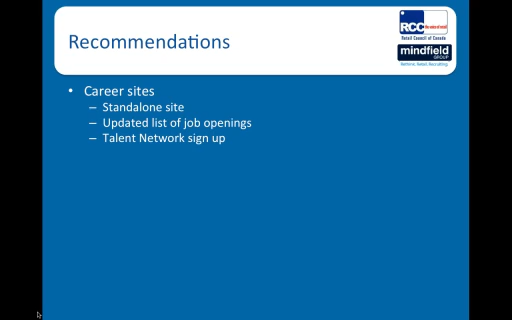 Recommendations
RCC
Retail Council of Canada
mindfield
GROUP
• Career sites
– Standalone site
– Updated list of job openings
– Talent Network sign up